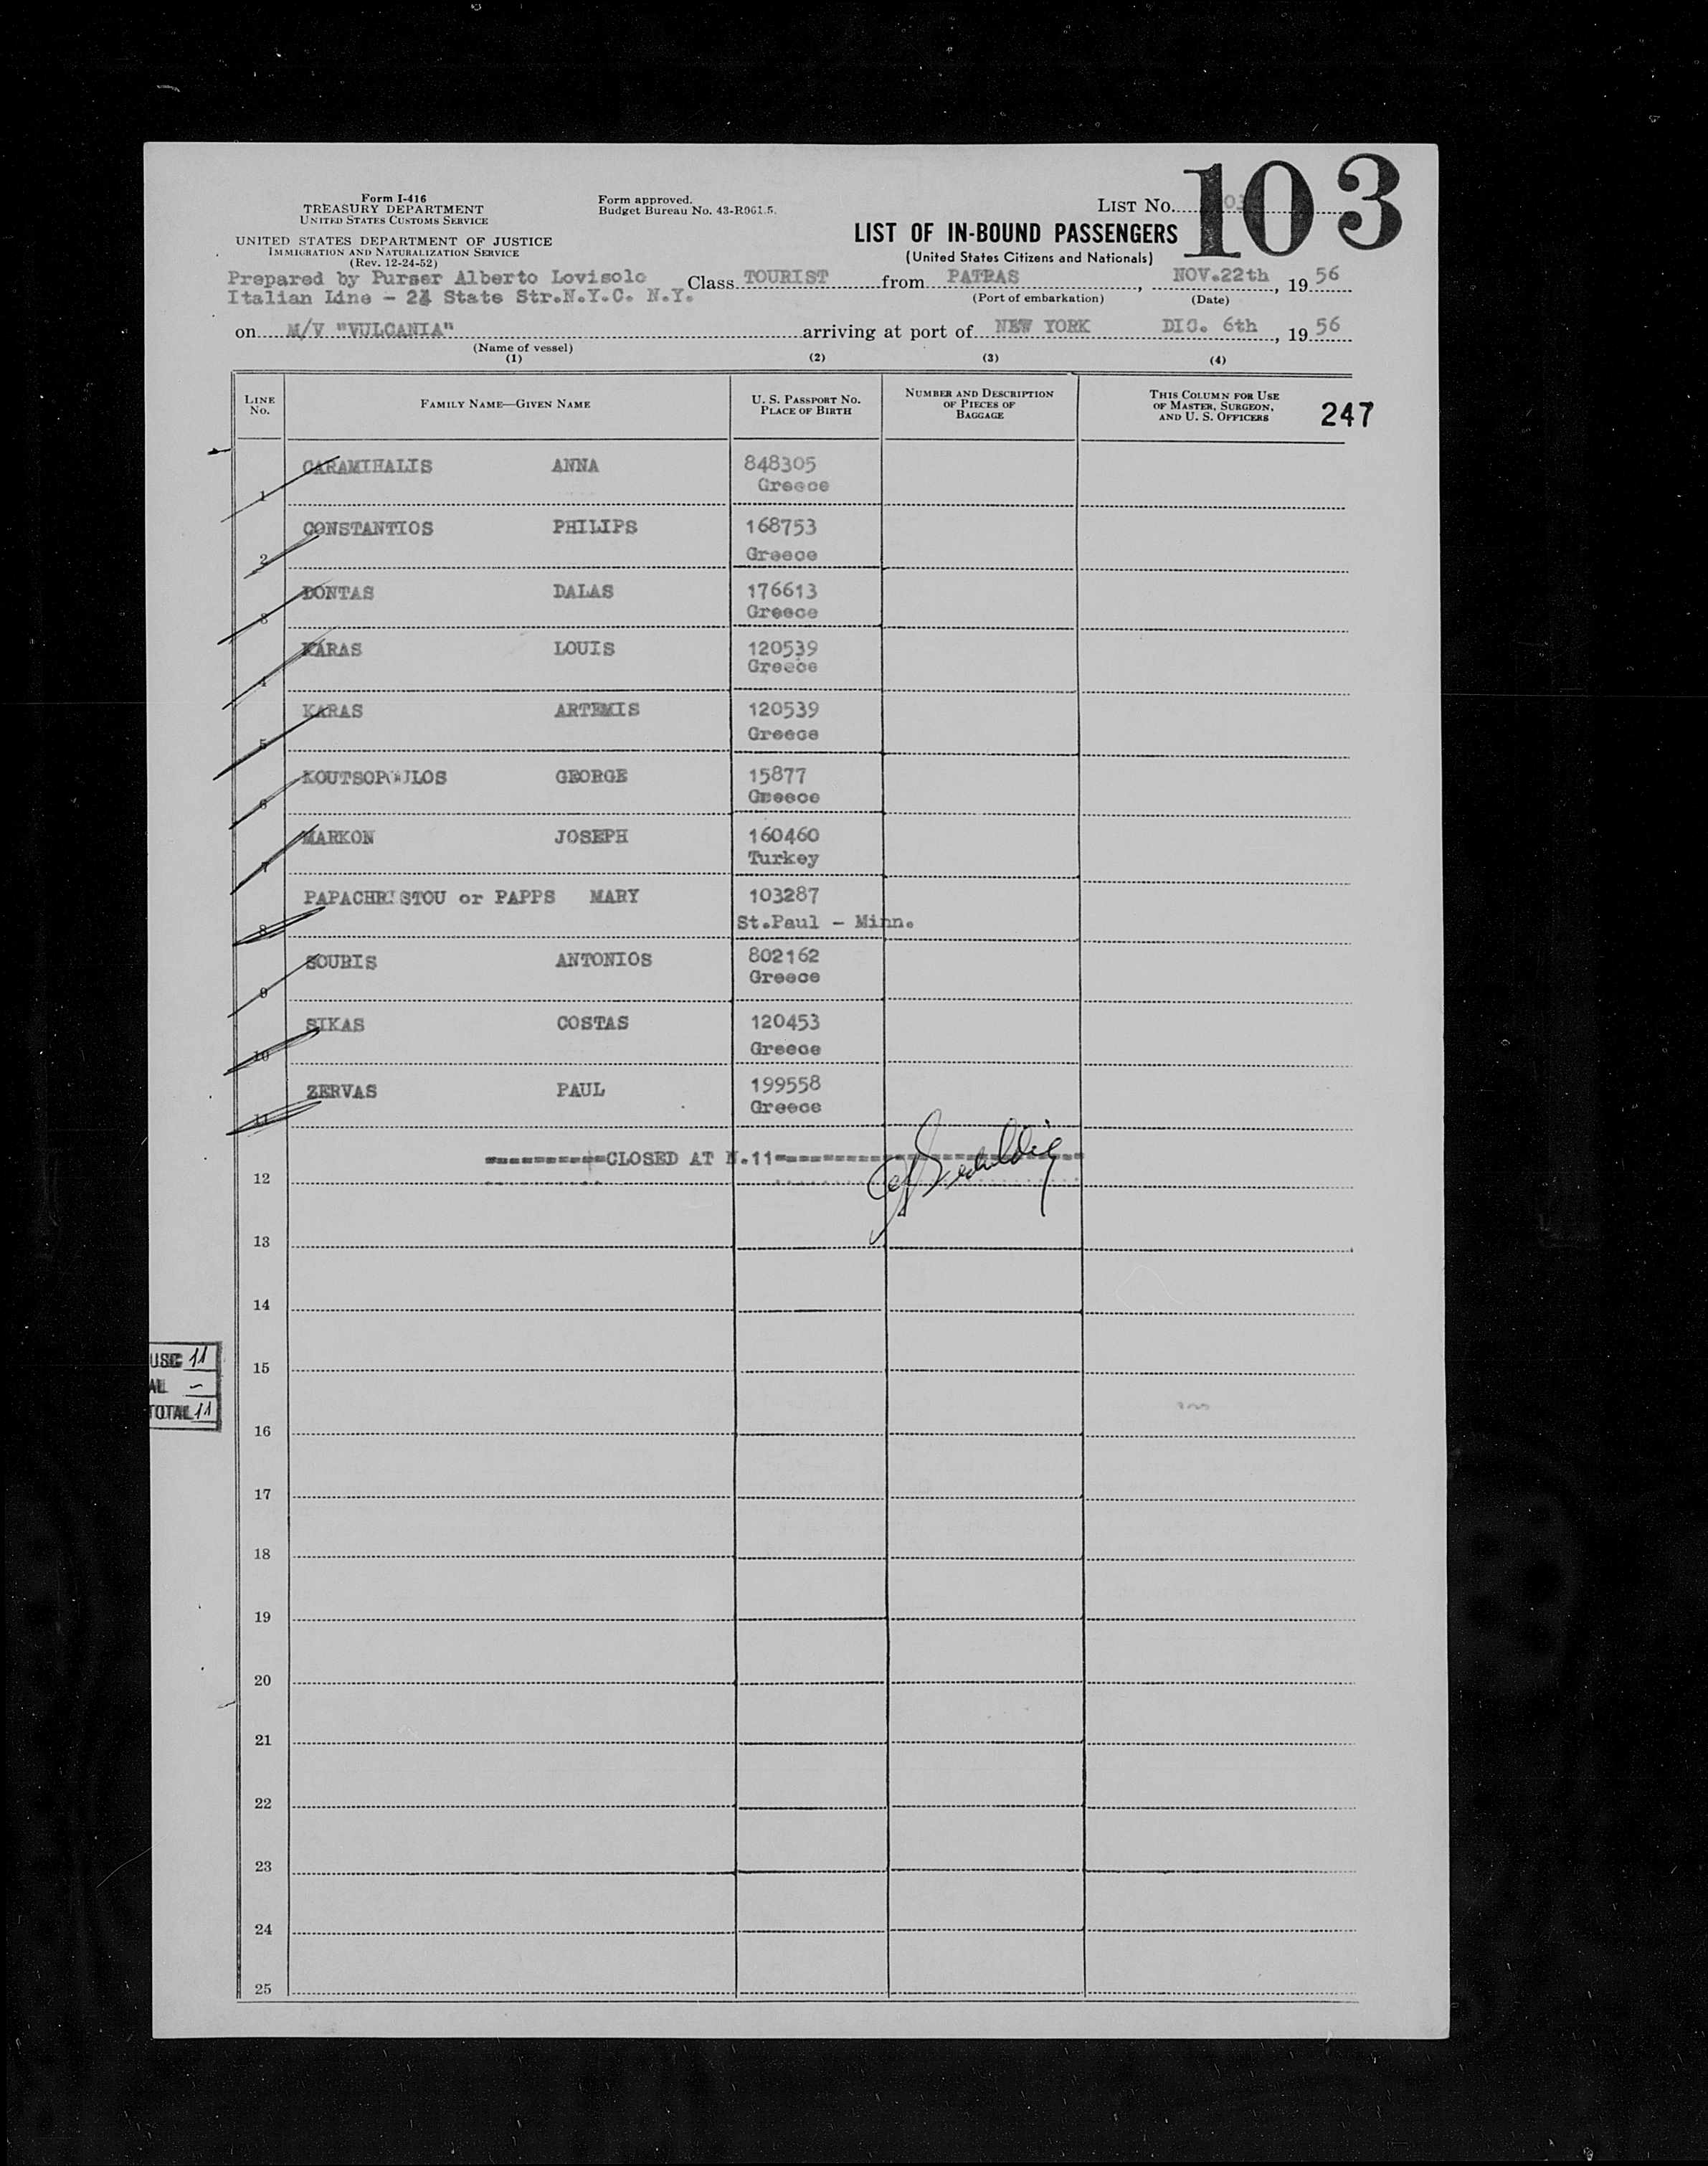 Form I-416
TREASURY DEPARTMENT
UNITED STATES CUSTOMS SERVICE
UNITED STATES DEPARTMENT OF JUSTICE
IMMIGRATION AND NATURALIZATION SERVICE
(Rev. 12-24-52)
Form approved.
Budget Bureau No. 43-R061.5.
LIST No.
103
LIST OF IN-BOUND PASSENGERS
(United States Citizens and Nationals)
Prepared by Purser Alberto Lovisolo
Italian Line - 24 State Str.N.Y.C. N.Y.
Class TOURIST from PATRAS, NOV.22th, 1956
(Port of embarkation) (Date)
on M/V "VULCANIA" arriving at port of NEW YORK DIC. 6th, 1956
(Name of vessel)
(1) (2) (3) (4)
LINE No. FAMILY NAME—GIVEN NAME U. S. PASSPORT No. PLACE OF BIRTH NUMBER AND DESCRIPTION OF PIECES OF BAGGAGE THIS COLUMN FOR USE OF MASTER, SURGEON, AND U. S. OFFICERS 247
1 CARAMIHALIS ANNA 848305
Greece
2 CONSTANTIOS PHILIPS 168753
Greece
3 DONTAS DALAS 176613
Greece
4 KARAS LOUIS 120539
Greece
5 KARAS ARTEMIS 120539
Greece
6 KOUTSOPOULOS GEORGE 15877
Greece
7 MARKON JOSEPH 160460
Turkey
8 PAPACHRISTOU or PAPPS MARY 103287
St.Paul - Minn.
9 SOURIS ANTONIOS 802162
Greece
10 SIKAS COSTAS 120453
Greece
11 ZERVAS PAUL 199558
Greece
==========CLOSED AT N.11====================
12
13
14
USC 11
AL -
TOTAL 11
15
16
17
18
19
20
21
22
23
24
25